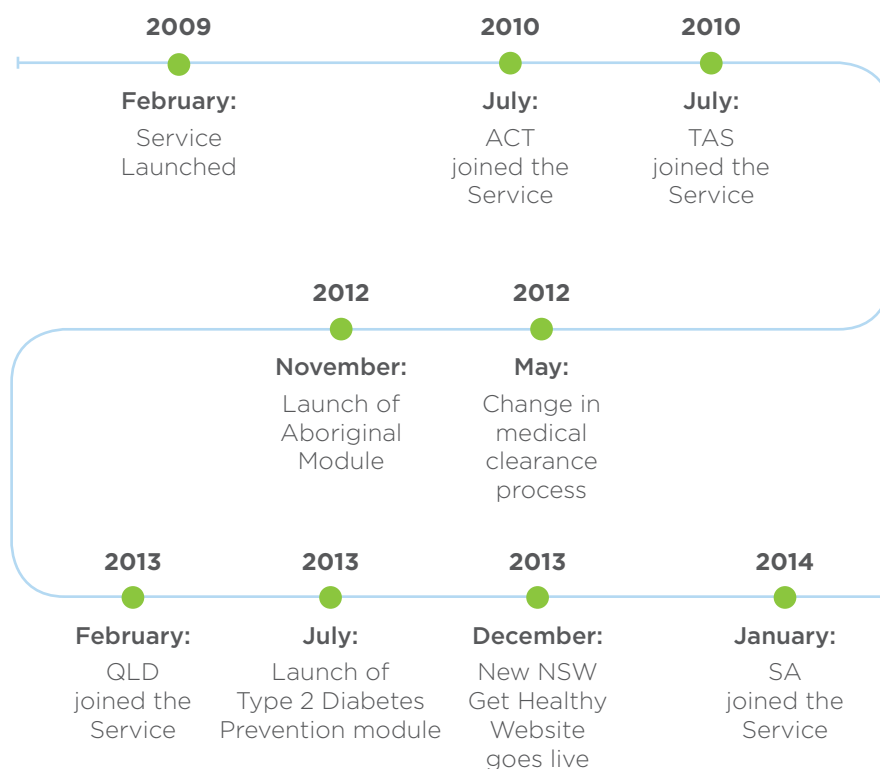 2009
February:
Service
Launched
2010
July:
ACT
joined the
Service
2010
July:
TAS
joined the
Service
2012
May:
Change in
medical
clearance
process
2012
November:
Launch of
Aboriginal
Module
2013
February:
QLD
joined the
Service
2013
July:
Launch of
Type 2 Diabetes
Prevention module
2013
December:
New NSW
Get Healthy
Website
goes live
2014
January:
SA
joined the
Service